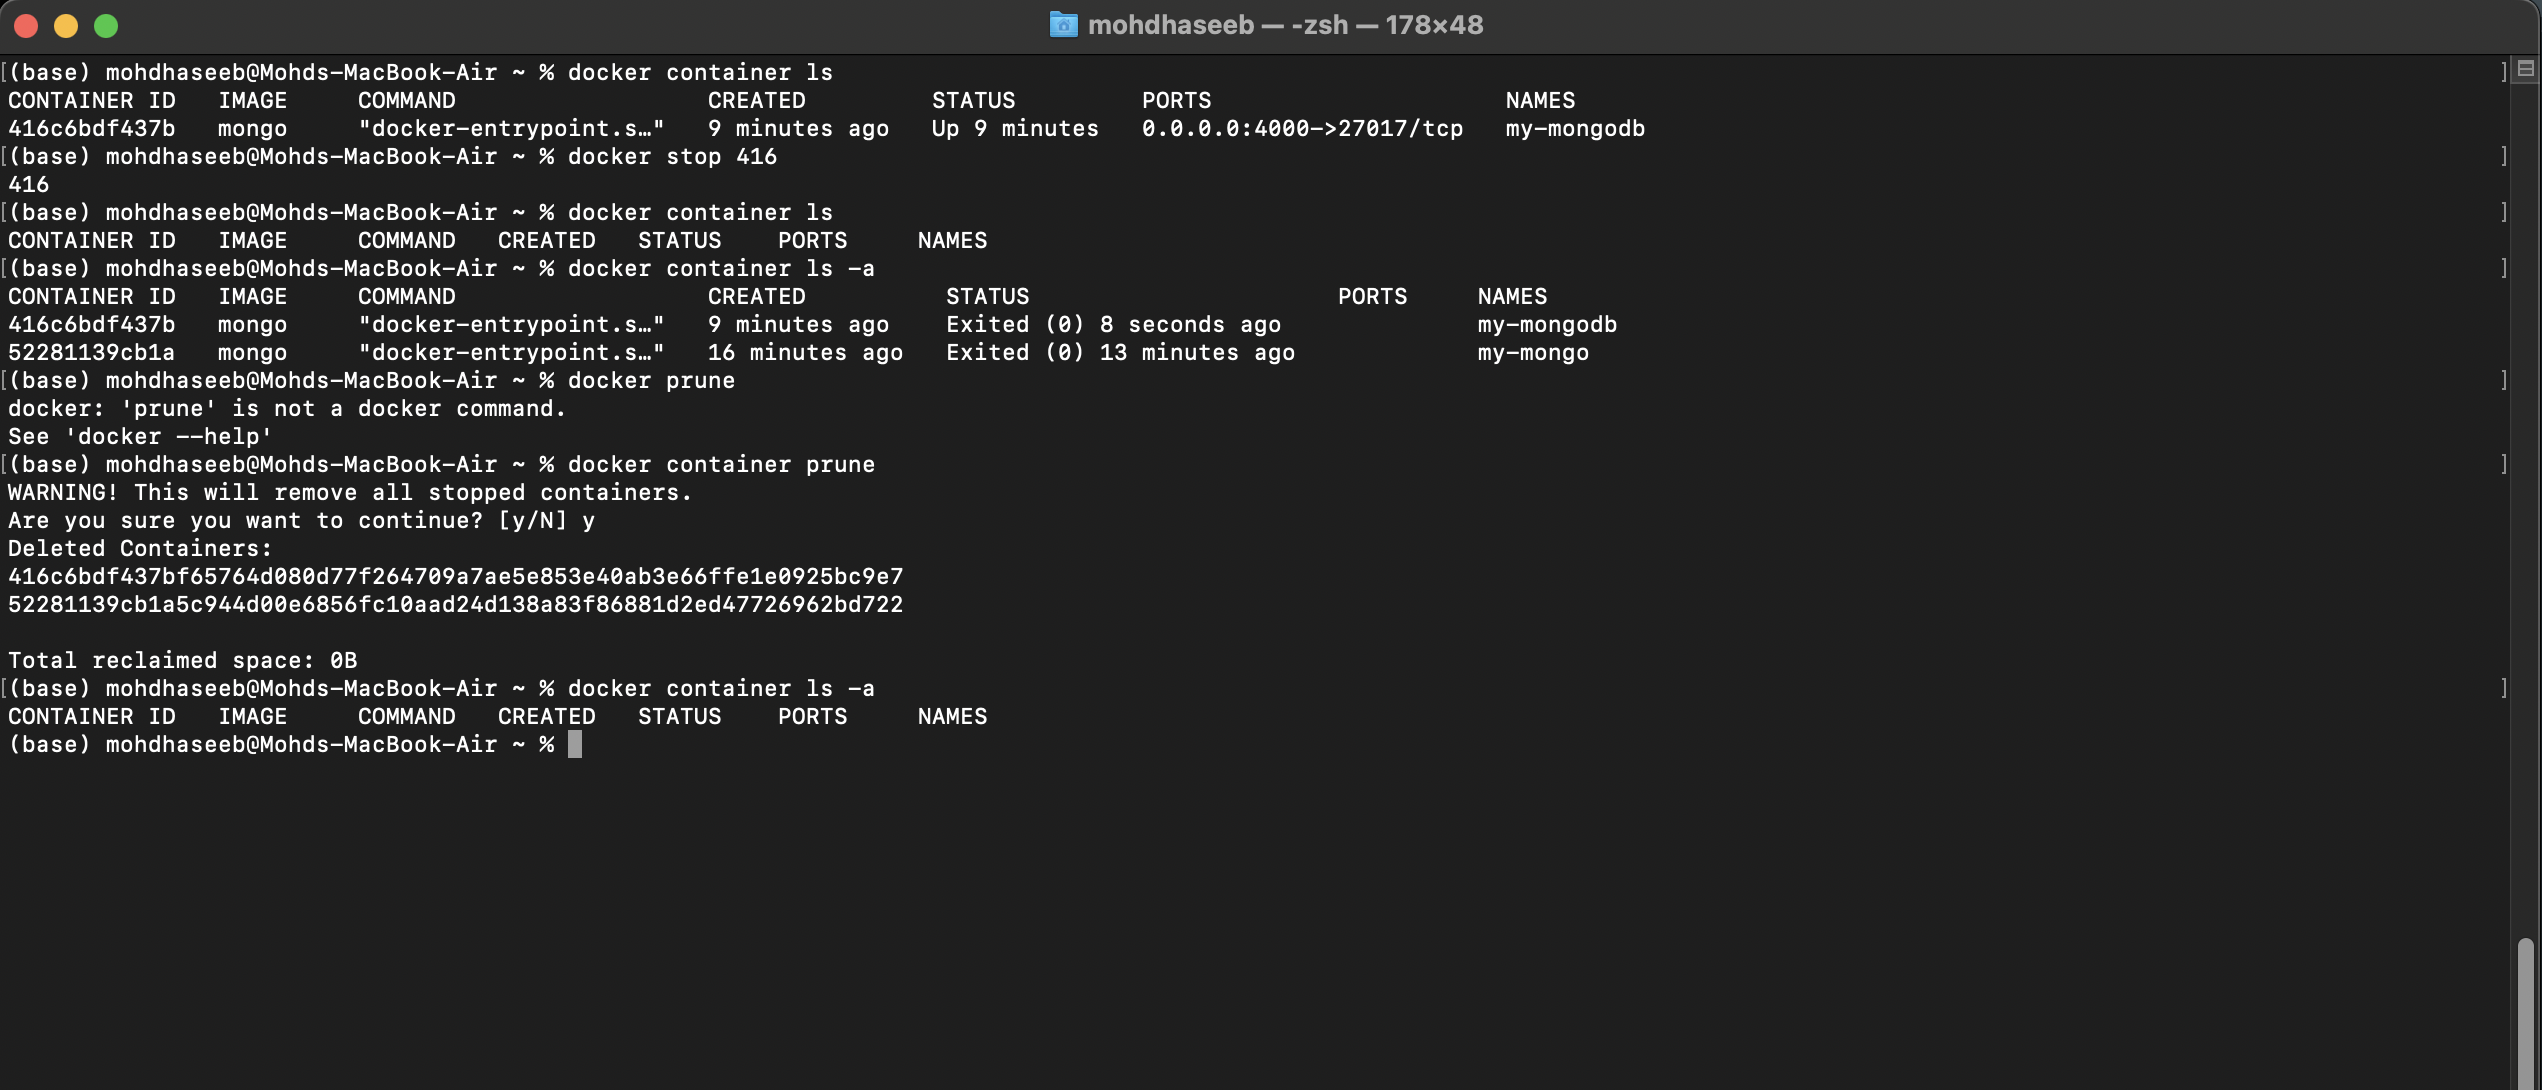 mohdhaseeb — -zsh — 178×48
[(base) mohdhaseeb@Mohds-MacBook-Air ~ % docker container ls ]
CONTAINER ID   IMAGE     COMMAND                  CREATED         STATUS         PORTS                     NAMES
416c6bdf437b   mongo     "docker-entrypoint.s…"   9 minutes ago   Up 9 minutes   0.0.0.0:4000->27017/tcp   my-mongodb
[(base) mohdhaseeb@Mohds-MacBook-Air ~ % docker stop 416 ]
416
[(base) mohdhaseeb@Mohds-MacBook-Air ~ % docker container ls ]
CONTAINER ID   IMAGE     COMMAND   CREATED   STATUS    PORTS     NAMES
[(base) mohdhaseeb@Mohds-MacBook-Air ~ % docker container ls -a ]
CONTAINER ID   IMAGE     COMMAND                  CREATED          STATUS                      PORTS     NAMES
416c6bdf437b   mongo     "docker-entrypoint.s…"   9 minutes ago    Exited (0) 8 seconds ago              my-mongodb
52281139cb1a   mongo     "docker-entrypoint.s…"   16 minutes ago   Exited (0) 13 minutes ago             my-mongo
[(base) mohdhaseeb@Mohds-MacBook-Air ~ % docker prune ]
docker: 'prune' is not a docker command.
See 'docker --help'
[(base) mohdhaseeb@Mohds-MacBook-Air ~ % docker container prune ]
WARNING! This will remove all stopped containers.
Are you sure you want to continue? [y/N] y
Deleted Containers:
416c6bdf437bf65764d080d77f264709a7ae5e853e40ab3e66ffe1e0925bc9e7
52281139cb1a5c944d00e6856fc10aad24d138a83f86881d2ed47726962bd722
Total reclaimed space: 0B
[(base) mohdhaseeb@Mohds-MacBook-Air ~ % docker container ls -a ]
CONTAINER ID   IMAGE     COMMAND   CREATED   STATUS    PORTS     NAMES
(base) mohdhaseeb@Mohds-MacBook-Air ~ %